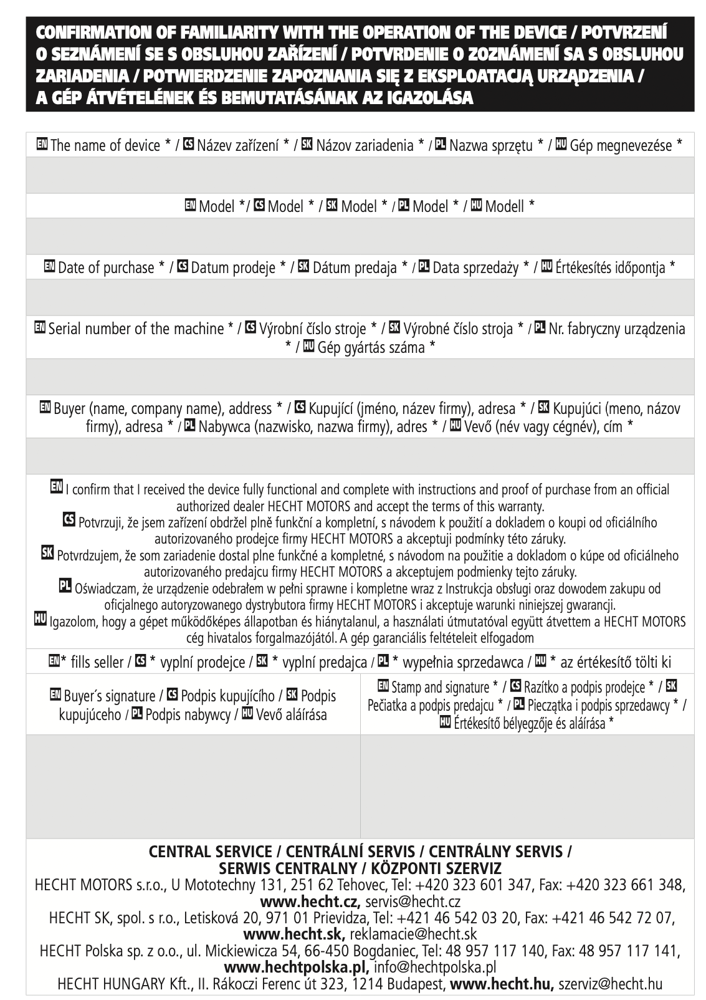 CONFIRMATION OF FAMILIARITY WITH THE OPERATION OF THE DEVICE / POTVRZENÍ
O SEZNÁMENÍ SE S OBSLUHOU ZAŘÍZENÍ / POTVRDENIE O ZOZNÁMENÍ SA S OBSLUHOU
ZARIADENIA / POTWIERDZENIE ZAPOZNANIA SIĘ Z EKSPLOATACJĄ URZĄDZENIA /
A GÉP ÁTVÉTELÉNEK ÉS BEMUTATÁSÁNAK AZ IGAZOLÁSA
EN The name of device * / CS Název zařízení * / SK Názov zariadenia * / PL Nazwa sprzętu * / HU Gép megnevezése *
EN Model */ CS Model * / SK Model * / PL Model * / HU Modell *
EN Date of purchase * / CS Datum prodeje * / SK Dátum predaja * / PL Data sprzedaży * / HU Értékesítés időpontja *
EN Serial number of the machine * / CS Výrobní číslo stroje * / SK Výrobné číslo stroja * / PL Nr. fabryczny urządzenia
* / HU Gép gyártás száma *
EN Buyer (name, company name), address * / CS Kupující (jméno, název firmy), adresa * / SK Kupujúci (meno, názov
firmy), adresa * / PL Nabywca (nazwisko, nazwa firmy), adres * / HU Vevő (név vagy cégnév), cím *
EN I confirm that I received the device fully functional and complete with instructions and proof of purchase from an official
authorized dealer HECHT MOTORS and accept the terms of this warranty.
CS Potvrzuji, že jsem zařízení obdržel plně funkční a kompletní, s návodem k použití a dokladem o koupi od oficiálního
autorizovaného prodejce firmy HECHT MOTORS a akceptuji podmínky této záruky.
SK Potvrdzujem, že som zariadenie dostal plne funkčné a kompletné, s návodom na použitie a dokladom o kúpe od oficiálneho
autorizovaného predajcu firmy HECHT MOTORS a akceptujem podmienky tejto záruky.
PL Oświadczam, że urządzenie odebrałem w pełni sprawne i kompletne wraz z Instrukcja obsługi oraz dowodem zakupu od
oficjalnego autoryzowanego dystrybutora firmy HECHT MOTORS i akceptuje warunki niniejszej gwarancji.
HU Igazolom, hogy a gépet működőképes állapotban és hiánytalanul, a használati útmutatóval együtt átvettem a HECHT MOTORS
cég hivatalos forgalmazójától. A gép garanciális feltételeit elfogadom
EN* fills seller / CS * vyplní prodejce / SK * vyplní predajca / PL * wypełnia sprzedawca / HU * az értékesítő tölti ki
EN Buyer´s signature / CS Podpis kupujícího / SK Podpis
kupujúceho / PL Podpis nabywcy / HU Vevő aláírása
EN Stamp and signature * / CS Razítko a podpis prodejce * / SK
Pečiatka a podpis predajcu * / PL Pieczątka i podpis sprzedawcy * /
HU Értékesítő bélyegzője és aláírása *
CENTRAL SERVICE / CENTRÁLNÍ SERVIS / CENTRÁLNY SERVIS /
SERWIS CENTRALNY / KÖZPONTI SZERVIZ
HECHT MOTORS s.r.o., U Mototechny 131, 251 62 Tehovec, Tel: +420 323 601 347, Fax: +420 323 661 348,
www.hecht.cz, servis@hecht.cz
HECHT SK, spol. s r.o., Letisková 20, 971 01 Prievidza, Tel: +421 46 542 03 20, Fax: +421 46 542 72 07,
www.hecht.sk, reklamacie@hecht.sk
HECHT Polska sp. z o.o., ul. Mickiewicza 54, 66-450 Bogdaniec, Tel: 48 957 117 140, Fax: 48 957 117 141,
www.hechtpolska.pl, info@hechtpolska.pl
HECHT HUNGARY Kft., II. Rákoczi Ferenc út 323, 1214 Budapest, www.hecht.hu, szerviz@hecht.hu